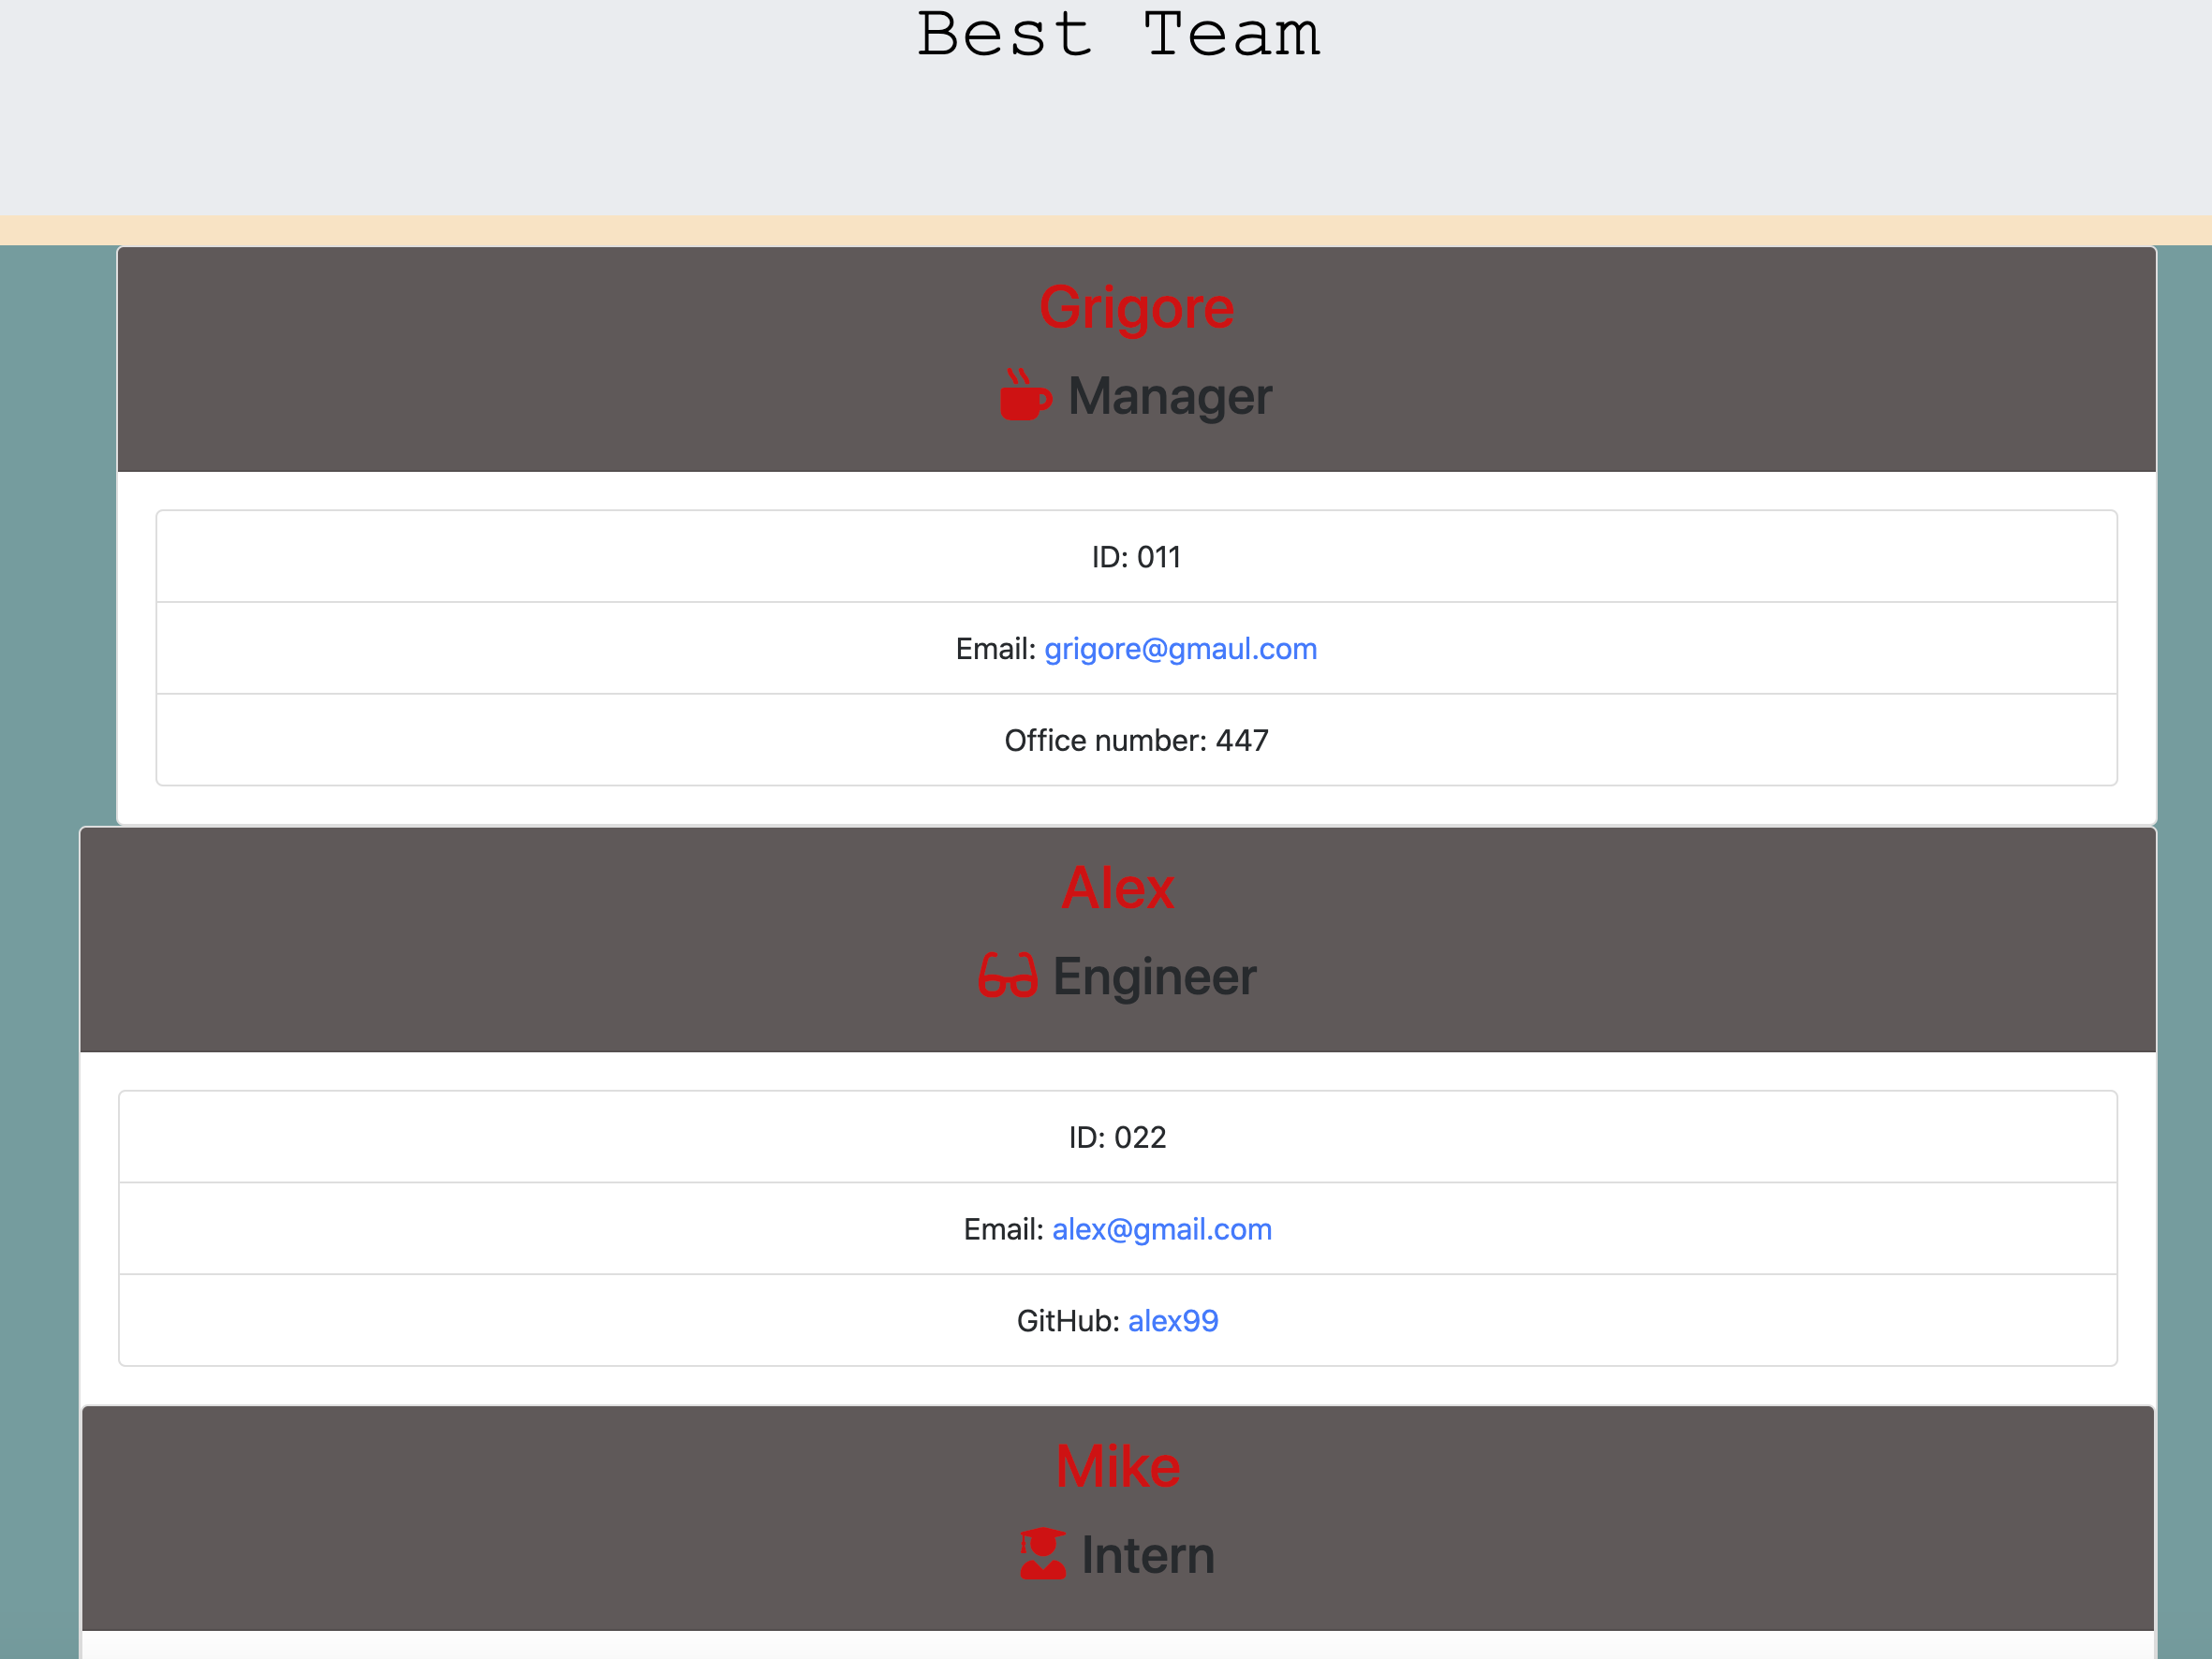 Best Team
Grigore
Manager
ID: 011
Email: grigore@gmaul.com
Office number: 447
Alex
Engineer
ID: 022
Email: alex@gmail.com
GitHub: alex99
Mike
Intern